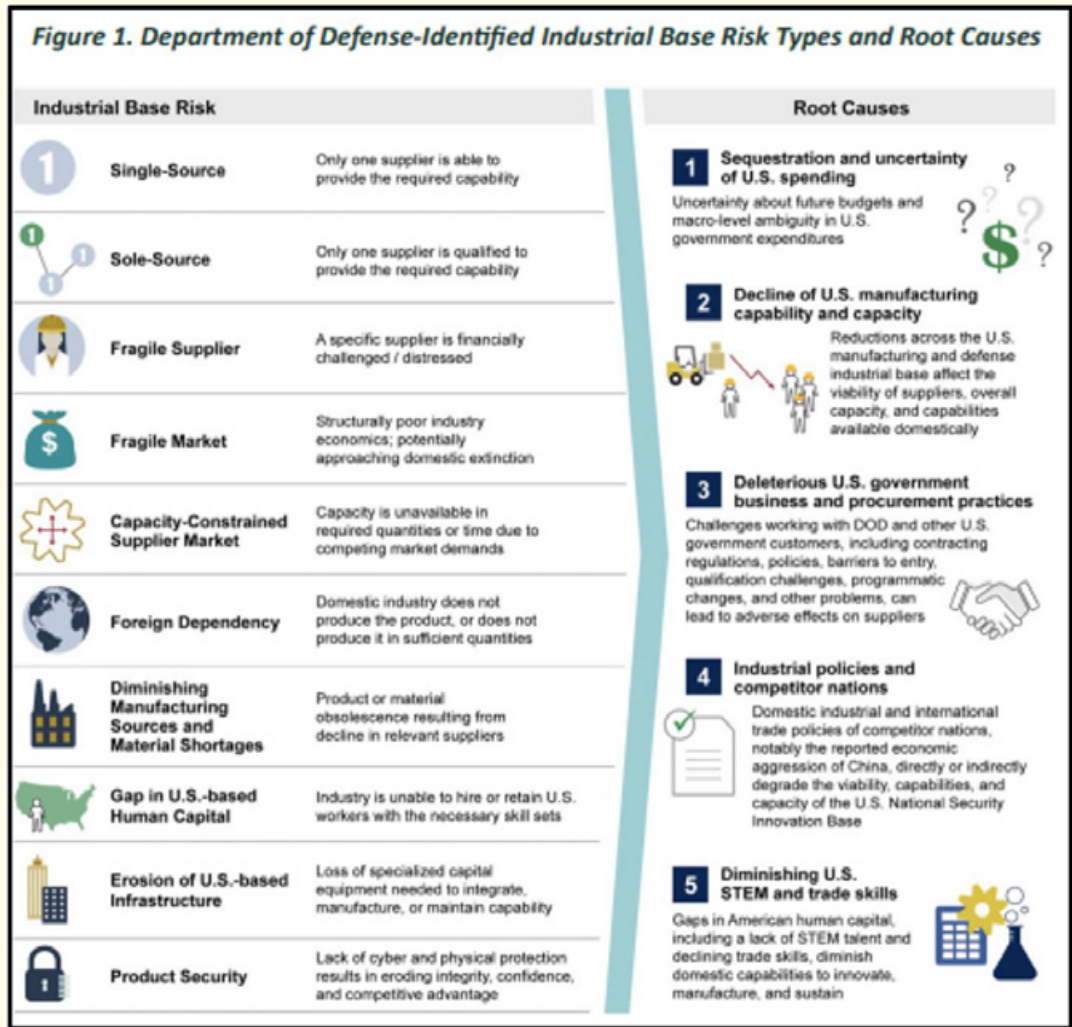 Figure 1. Department of Defense-Identified Industrial Base Risk Types and Root Causes
Industrial Base Risk
1
Single-Source
Only one supplier is able to
provide the required capability
1
1
1
Sole-Source
Only one supplier is qualified to
provide the required capability
Fragile Supplier
A specific supplier is financially
challenged / distressed
$
Fragile Market
Structurally poor industry
economics; potentially
approaching domestic extinction
Capacity-Constrained
Supplier Market
Capacity is unavailable in
required quantities or time due to
competing market demands
Foreign Dependency
Domestic industry does not
produce the product, or does not
produce it in sufficient quantities
Diminishing
Manufacturing
Sources and
Material Shortages
Product or material
obsolescence resulting from
decline in relevant suppliers
Gap in U.S.-based
Human Capital
Industry is unable to hire or retain U.S.
workers with the necessary skill sets
Erosion of U.S.-based
Infrastructure
Loss of specialized capital
equipment needed to integrate,
manufacture, or maintain capability
Product Security
Lack of cyber and physical protection
results in eroding integrity, confidence,
and competitive advantage
Root Causes
1
Sequestration and uncertainty
of U.S. spending
Uncertainty about future budgets and
macro-level ambiguity in U.S.
government expenditures
? ? ? ? $ ?
2
Decline of U.S. manufacturing
capability and capacity
Reductions across the U.S.
manufacturing and defense
industrial base affect the
viability of suppliers, overall
capacity, and capabilities
available domestically
3
Deleterious U.S. government
business and procurement practices
Challenges working with DOD and other U.S.
government customers, including contracting
regulations, policies, barriers to entry,
qualification challenges, programmatic
changes, and other problems, can
lead to adverse effects on suppliers
4
Industrial policies and
competitor nations
Domestic industrial and international
trade policies of competitor nations,
notably the reported economic
aggression of China, directly or indirectly
degrade the viability, capabilities, and
capacity of the U.S. National Security
Innovation Base
5
Diminishing U.S.
STEM and trade skills
Gaps in American human capital,
including a lack of STEM talent and
declining trade skills, diminish
domestic capabilities to innovate,
manufacture, and sustain